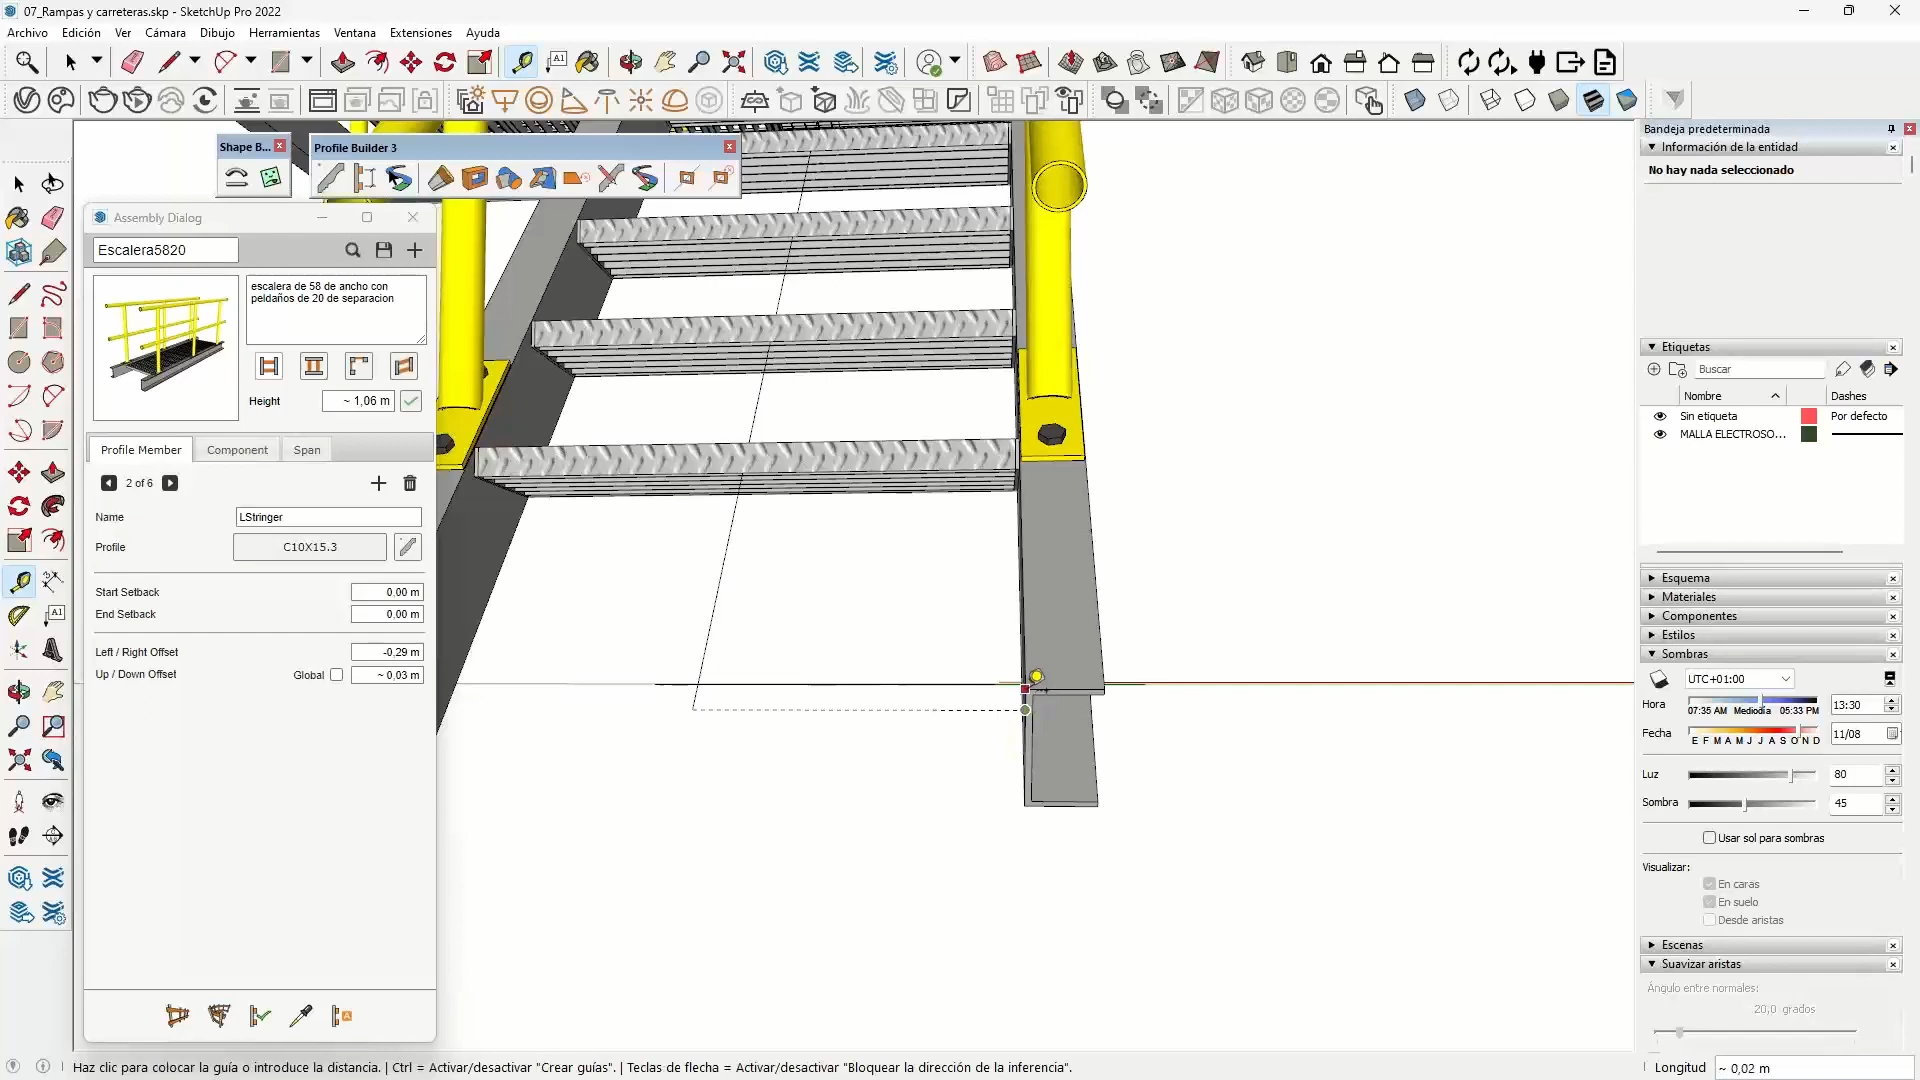 07_Rampas y carreteras.skp - SketchUp Pro 2022
Archivo Edición Ver Cámara Dibujo Herramientas Ventana Extensiones Ayuda
Shape B...
Profile Builder 3
Assembly Dialog
Escalera5820
escalera de 58 de ancho con
peldaños de 20 de separacion
Height ~ 1,06 m
Profile Member Component Span
2 of 6
Name LStringer
Profile C10X15.3
Start Setback 0,00 m
End Setback 0,00 m
Left / Right Offset -0,29 m
Up / Down Offset Global ~ 0,03 m
Bandeja predeterminada
Información de la entidad
No hay nada seleccionado
Etiquetas
Buscar
Nombre Dashes
Sin etiqueta Por defecto
MALLA ELECTROSO...
Esquema
Materiales
Componentes
Estilos
Sombras
UTC+01:00
Hora 07:35 AM Mediodía 05:33 PM 13:30
Fecha E F M A M J J A S O N D 11/08
Luz 80
Sombra 45
Usar sol para sombras
Visualizar:
En caras
En suelo
Desde aristas
Escenas
Suavizar aristas
Ángulo entre normales:
20,0 grados
Haz clic para colocar la guía o introduce la distancia. | Ctrl = Activar/desactivar "Crear guías". | Teclas de flecha = Activar/desactivar "Bloquear la dirección de la inferencia".
Longitud ~ 0,02 m